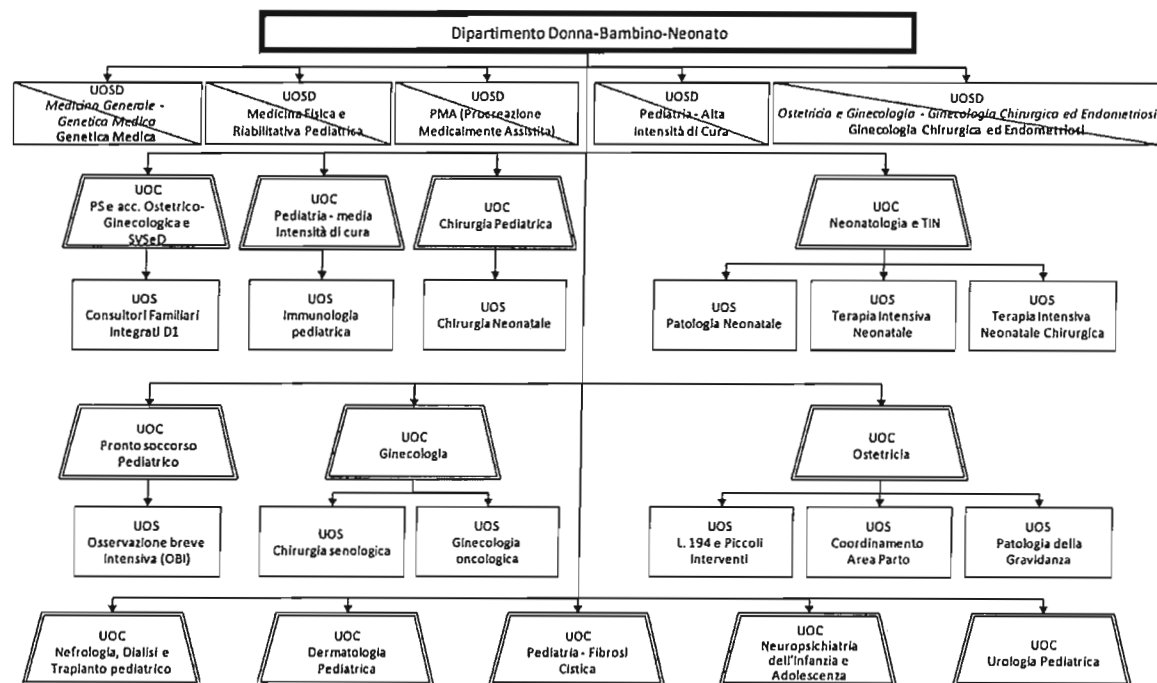 Dipartimento Donna-Bambino-Neonato
UOSD
Medicina Generale -
Genetica Medica
Genetica Medica
UOSD
Medicina Fisica e
Riabilitativa Pediatrica
UOSD
PMA (Procreazione
Medicalmente Assistita)
UOSD
Pediatria - Alta
Intensità di Cura
UOSD
Ostetricia e Ginecologia - Ginecologia Chirurgica ed Endometriosi
Ginecologia Chirurgica ed Endometriosi
UOC
PS e acc. Ostetrico-
Ginecologica e
SVSeD
UOC
Pediatria - media
Intensità di cura
UOC
Chirurgia Pediatrica
UOC
Neonatologia e TIN
UOS
Consultori Familiari
Integrati D1
UOS
Immunologia
pediatrica
UOS
Chirurgia Neonatale
UOS
Patologia Neonatale
UOS
Terapia Intensiva
Neonatale
UOS
Terapia Intensiva
Neonatale Chirurgica
UOC
Pronto soccorso
Pediatrico
UOC
Ginecologia
UOC
Ostetricia
UOS
Osservazione breve
Intensiva (OBI)
UOS
Chirurgia senologica
UOS
Ginecologia
oncologica
UOS
L. 194 e Piccoli
Interventi
UOS
Coordinamento
Area Parto
UOS
Patologia della
Gravidanza
UOC
Nefrologia, Dialisi e
Trapianto pediatrico
UOC
Dermatologia
Pediatrica
UOC
Pediatria - Fibrosi
Cistica
UOC
Neuropsichiatria
dell'Infanzia e
Adolescenza
UOC
Urologia Pediatrica